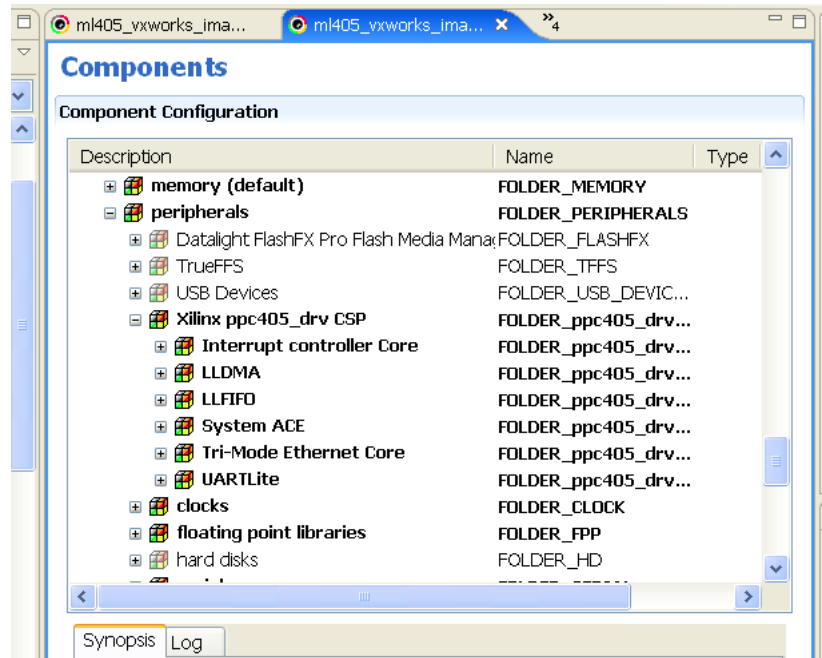 ml405_vxworks_ima... ml405_vxworks_ima... »4
Components
Component Configuration
Description Name Type
memory (default) FOLDER_MEMORY
peripherals FOLDER_PERIPHERALS
Datalight FlashFX Pro Flash Media Mana FOLDER_FLASHFX
TrueFFS FOLDER_TFFS
USB Devices FOLDER_USB_DEVIC...
Xilinx ppc405_drv CSP FOLDER_ppc405_drv...
Interrupt controller Core FOLDER_ppc405_drv...
LLDMA FOLDER_ppc405_drv...
LLFIFO FOLDER_ppc405_drv...
System ACE FOLDER_ppc405_drv...
Tri-Mode Ethernet Core FOLDER_ppc405_drv...
UARTLite FOLDER_ppc405_drv...
clocks FOLDER_CLOCK
floating point libraries FOLDER_FPP
hard disks FOLDER_HD
Synopsis Log